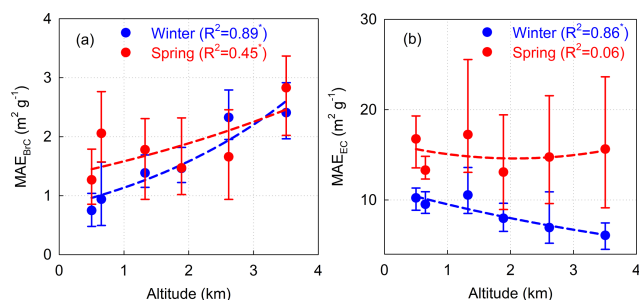 (a)
Winter (R²=0.89*)
Spring (R²=0.45*)
MAE_BrC (m² g⁻¹)
4
3
2
1
0
0 1 2 3 4
Altitude (km)
(b)
Winter (R²=0.86*)
Spring (R²=0.06)
MAE_EC (m² g⁻¹)
30
20
10
0 1 2 3 4
Altitude (km)